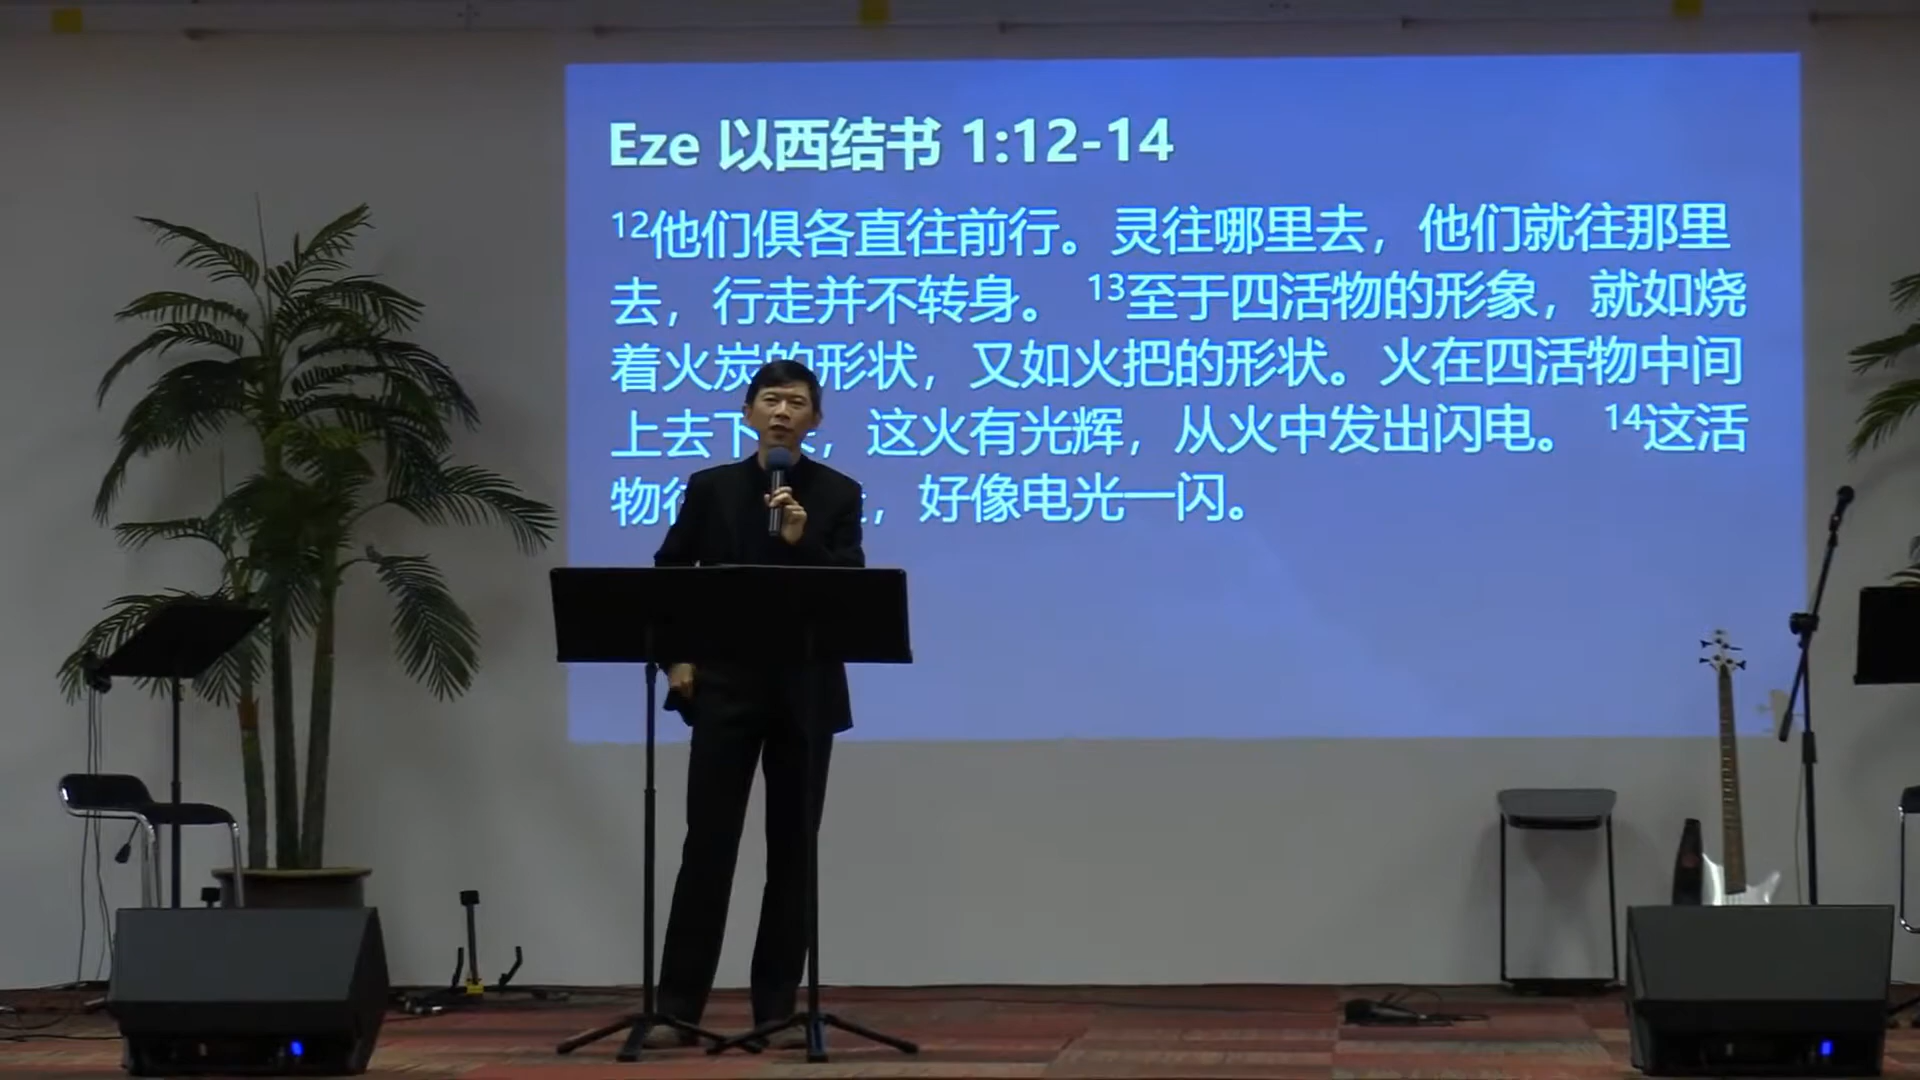 Eze 以西结书 1:12-14
12他们俱各直往前行。灵往哪里去，他们就往那里
去，行走并不转身。 13至于四活物的形象，就如烧
着火炭的形状，又如火把的形状。火在四活物中间
上去下，这火有光辉，从火中发出闪电。 14这活
物，好像电光一闪。